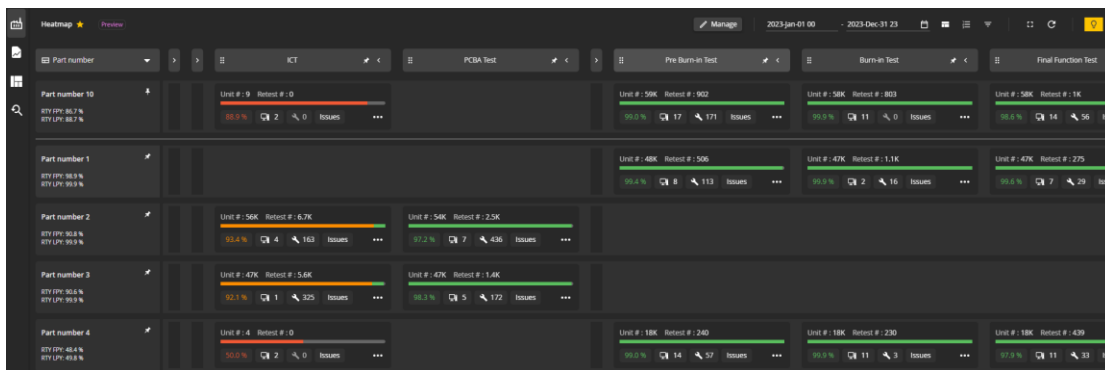 Heatmap Preview Manage 2023-Jan-01 00 - 2023-Dec-31 23
Part number ICT PCBA Test Pre Burn-in Test Burn-in Test Final Function Test
Part number 10
RTY FPY: 86.7 %
RTY LPY: 88.7 %
Unit # : 9 Retest # : 0
88.9 % 2 0 Issues
Unit # : 59K Retest # : 902
99.0 % 17 171 Issues
Unit # : 58K Retest # : 803
99.9 % 11 0 Issues
Unit # : 58K Retest # : 1K
98.6 % 14 56
Part number 1
RTY FPY: 98.9 %
RTY LPY: 99.9 %
Unit # : 48K Retest # : 506
99.4 % 8 113 Issues
Unit # : 47K Retest # : 1.1K
99.9 % 2 16 Issues
Unit # : 47K Retest # : 275
99.6 % 7 29
Part number 2
RTY FPY: 90.8 %
RTY LPY: 99.9 %
Unit # : 56K Retest # : 6.7K
93.4 % 4 163 Issues
Unit # : 54K Retest # : 2.5K
97.2 % 7 436 Issues
Part number 3
RTY FPY: 90.6 %
RTY LPY: 99.9 %
Unit # : 47K Retest # : 5.6K
92.1 % 1 325 Issues
Unit # : 47K Retest # : 1.4K
98.3 % 5 172 Issues
Part number 4
RTY FPY: 48.4 %
RTY LPY: 49.8 %
Unit # : 4 Retest # : 0
50.0 % 2 0 Issues
Unit # : 18K Retest # : 240
99.0 % 14 57 Issues
Unit # : 18K Retest # : 230
99.9 % 11 3 Issues
Unit # : 18K Retest # : 439
97.9 % 11 33